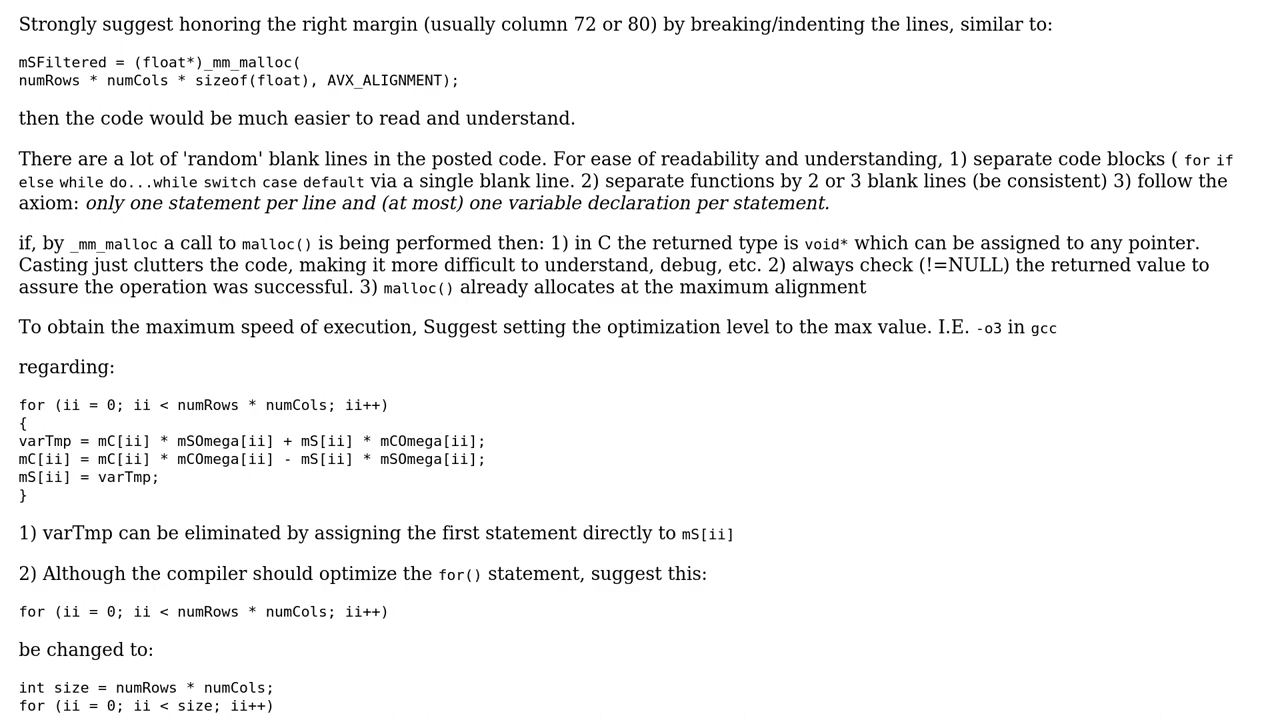 Strongly suggest honoring the right margin (usually column 72 or 80) by breaking/indenting the lines, similar to:
mSFiltered = (float*)_mm_malloc(
numRows * numCols * sizeof(float), AVX_ALIGNMENT);
then the code would be much easier to read and understand.
There are a lot of 'random' blank lines in the posted code. For ease of readability and understanding, 1) separate code blocks ( for if
else while do...while switch case default via a single blank line. 2) separate functions by 2 or 3 blank lines (be consistent) 3) follow the
axiom: only one statement per line and (at most) one variable declaration per statement.
if, by _mm_malloc a call to malloc() is being performed then: 1) in C the returned type is void* which can be assigned to any pointer.
Casting just clutters the code, making it more difficult to understand, debug, etc. 2) always check (!=NULL) the returned value to
assure the operation was successful. 3) malloc() already allocates at the maximum alignment
To obtain the maximum speed of execution, Suggest setting the optimization level to the max value. I.E. -o3 in gcc
regarding:
for (ii = 0; ii < numRows * numCols; ii++)
{
varTmp = mC[ii] * mSOmega[ii] + mS[ii] * mCOmega[ii];
mC[ii] = mC[ii] * mCOmega[ii] - mS[ii] * mSOmega[ii];
mS[ii] = varTmp;
}
1) varTmp can be eliminated by assigning the first statement directly to mS[ii]
2) Although the compiler should optimize the for() statement, suggest this:
for (ii = 0; ii < numRows * numCols; ii++)
be changed to:
int size = numRows * numCols;
for (ii = 0; ii < size; ii++)